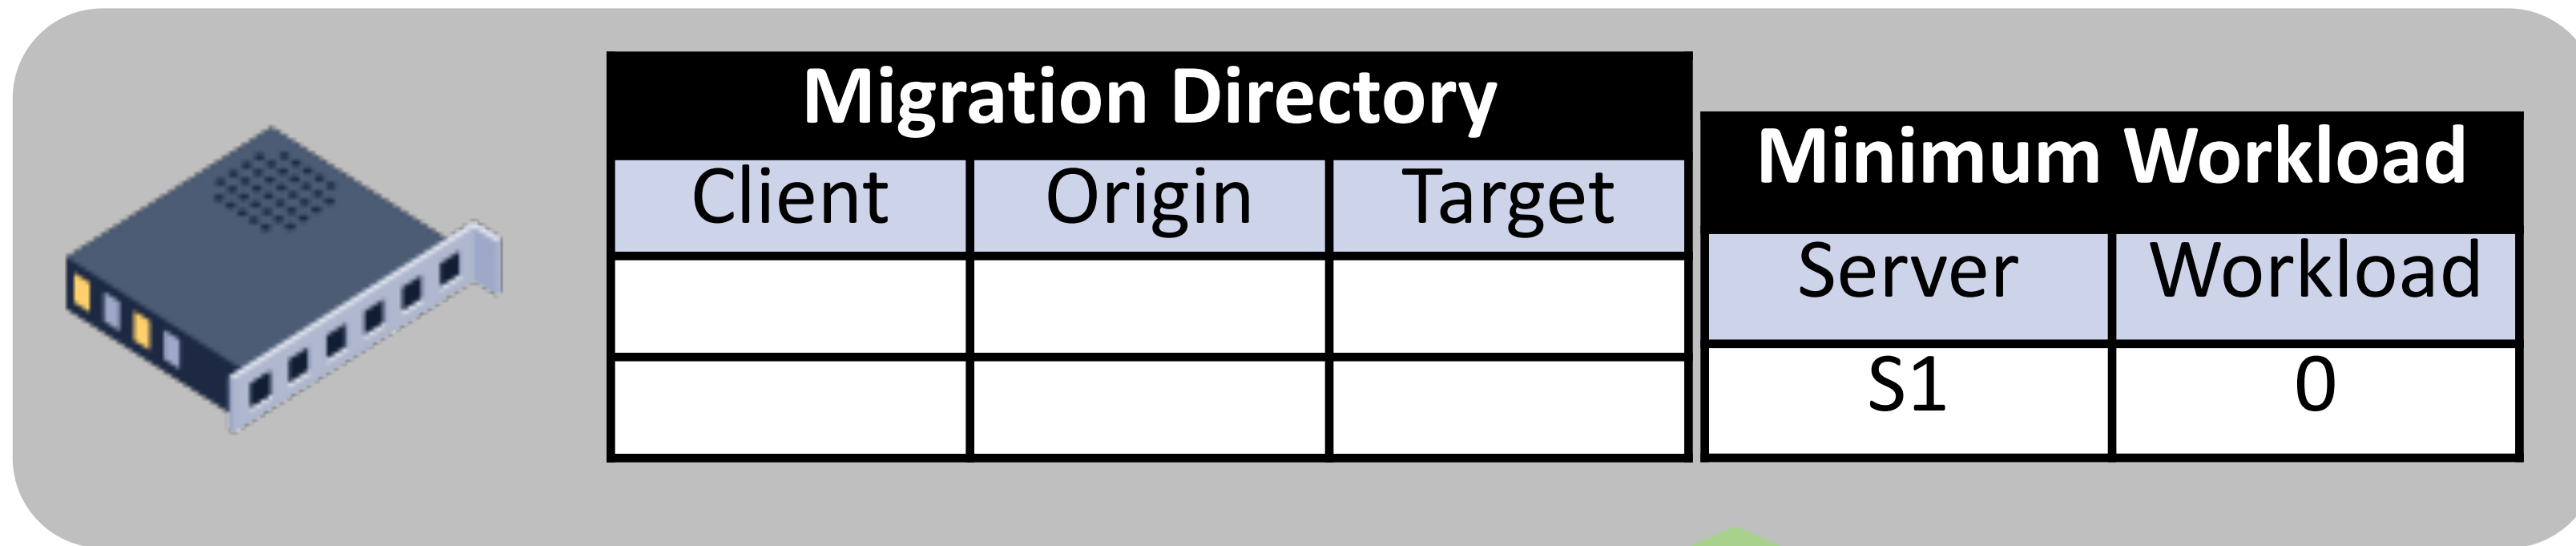 Migration Directory
Client Origin Target
Minimum Workload
Server Workload
S1 0